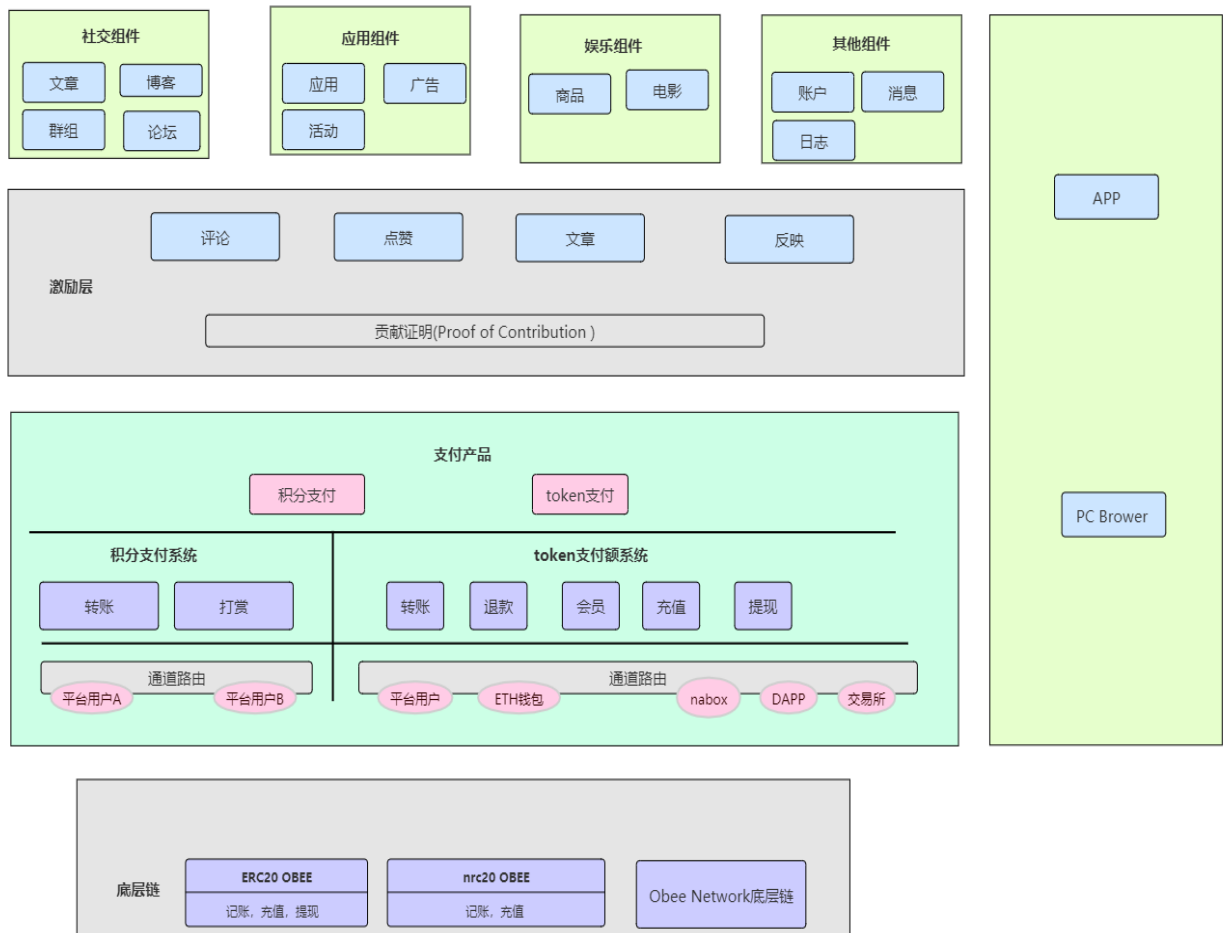 社交组件
文章
博客
群组
论坛
应用组件
应用
广告
活动
娱乐组件
商品
电影
其他组件
账户
消息
日志
APP
PC Brower
评论
点赞
文章
反映
激励层
贡献证明(Proof of Contribution )
支付产品
积分支付
token支付
积分支付系统
转账
打赏
通道路由
平台用户A
平台用户B
token支付额系统
转账
退款
会员
充值
提现
通道路由
平台用户
ETH钱包
nabox
DAPP
交易所
底层链
ERC20 OBEE
记账, 充值, 提现
nrc20 OBEE
记账, 充值
Obee Network底层链